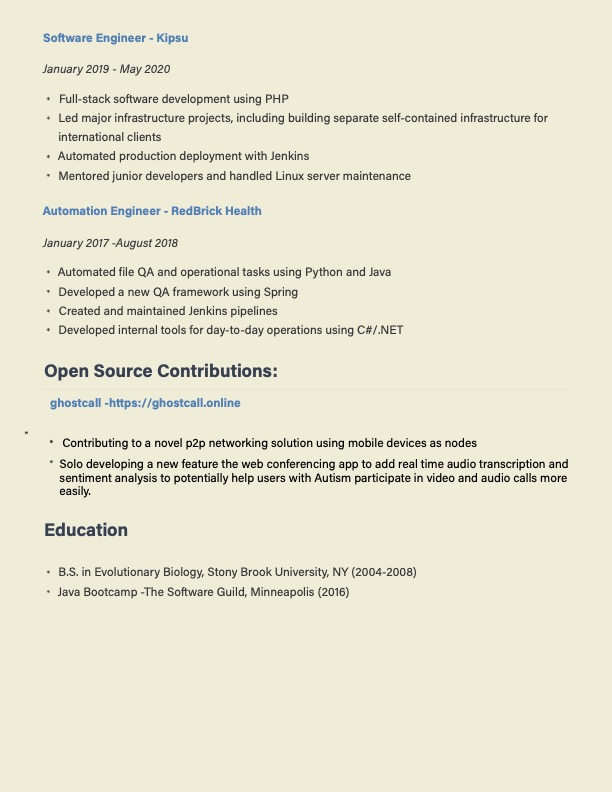 Software Engineer - Kipsu
January 2019 - May 2020
• Full-stack software development using PHP
• Led major infrastructure projects, including building separate self-contained infrastructure for
international clients
• Automated production deployment with Jenkins
• Mentored junior developers and handled Linux server maintenance
Automation Engineer - RedBrick Health
January 2017 -August 2018
• Automated file QA and operational tasks using Python and Java
• Developed a new QA framework using Spring
• Created and maintained Jenkins pipelines
• Developed internal tools for day-to-day operations using C#/.NET
Open Source Contributions:
ghostcall -https://ghostcall.online
•
• Contributing to a novel p2p networking solution using mobile devices as nodes
• Solo developing a new feature the web conferencing app to add real time audio transcription and
sentiment analysis to potentially help users with Autism participate in video and audio calls more
easily.
Education
• B.S. in Evolutionary Biology, Stony Brook University, NY (2004-2008)
• Java Bootcamp -The Software Guild, Minneapolis (2016)